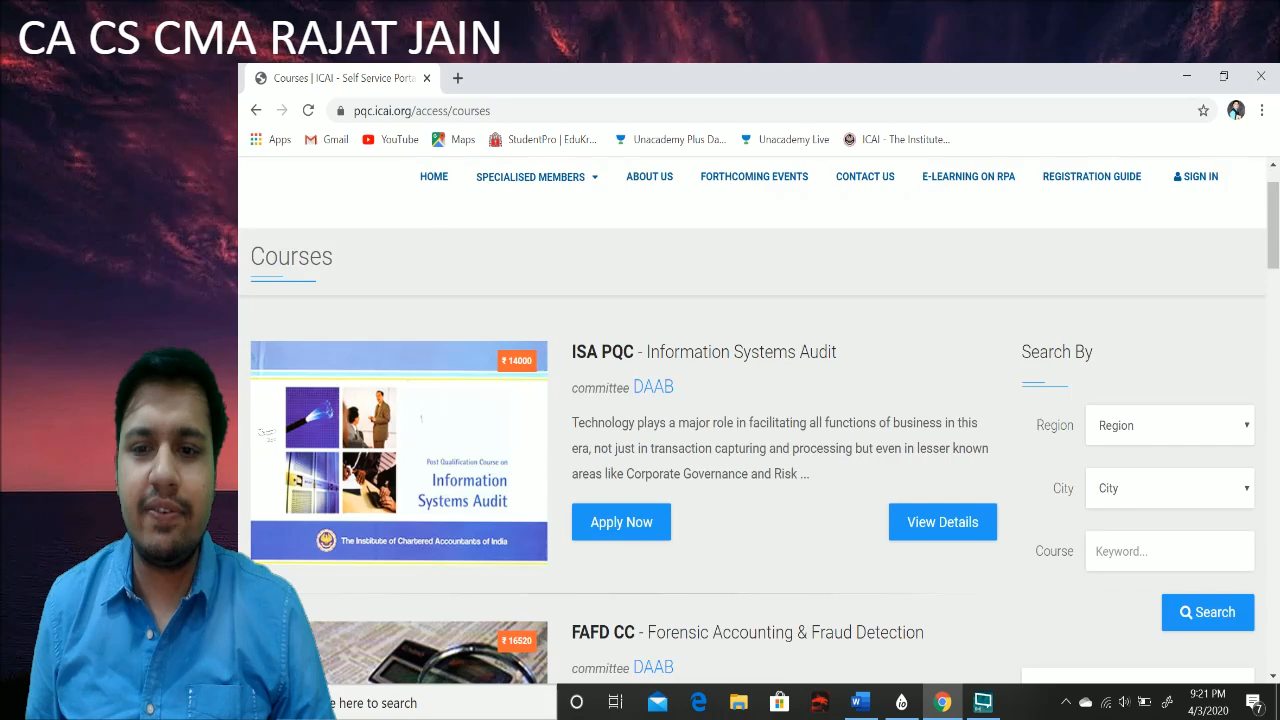 CA CS CMA RAJAT JAIN
Courses | ICAI - Self Service Porta
pqc.icai.org/access/courses
Apps Gmail YouTube Maps StudentPro | EduKr... Unacademy Plus Da... Unacademy Live ICAI - The Institute...
HOME SPECIALISED MEMBERS ABOUT US FORTHCOMING EVENTS CONTACT US E-LEARNING ON RPA REGISTRATION GUIDE SIGN IN
Courses
₹ 14000
Post Qualification Course on
Information
Systems Audit
The Institute of Chartered Accountants of India
ISA PQC - Information Systems Audit
committee DAAB
Technology plays a major role in facilitating all functions of business in this
era, not just in transaction capturing and processing but even in lesser known
areas like Corporate Governance and Risk ...
Apply Now View Details
Search By
Region Region
City City
Course Keyword...
Search
₹ 16520
FAFD CC - Forensic Accounting & Fraud Detection
committee DAAB
e here to search
9:21 PM
4/3/2020
7